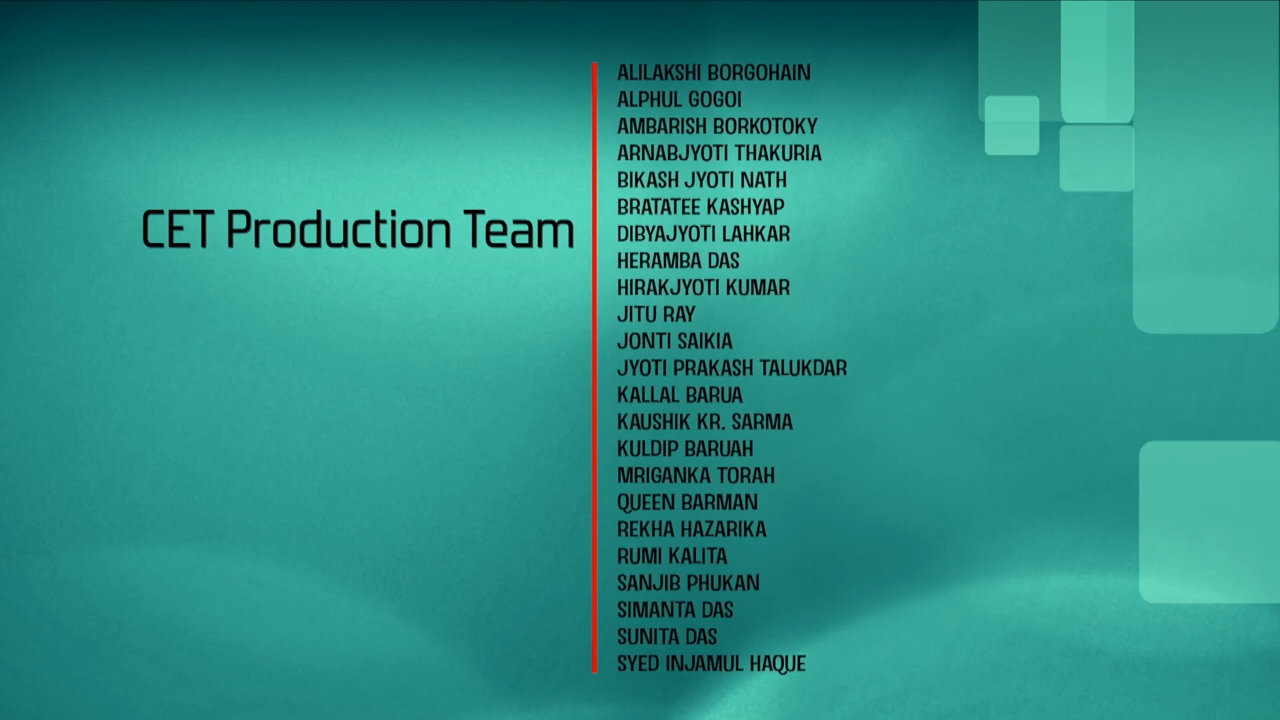 CET Production Team
ALILAKSHI BORGOHAIN
ALPHUL GOGOI
AMBARISH BORKOTOKY
ARNABJYOTI THAKURIA
BIKASH JYOTI NATH
BRATATEE KASHYAP
DIBYAJYOTI LAHKAR
HERAMBA DAS
HIRAKJYOTI KUMAR
JITU RAY
JONTI SAIKIA
JYOTI PRAKASH TALUKDAR
KALLAL BARUA
KAUSHIK KR. SARMA
KULDIP BARUAH
MRIGANKA TORAH
QUEEN BARMAN
REKHA HAZARIKA
RUMI KALITA
SANJIB PHUKAN
SIMANTA DAS
SUNITA DAS
SYED INJAMUL HAQUE